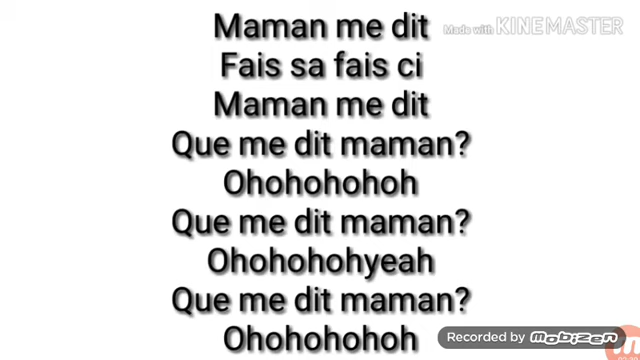 Maman me dit
Made with KINEMASTER
Fais sa fais ci
Maman me dit
Que me dit maman?
Ohohohohoh
Que me dit maman?
Ohohohohyeah
Que me dit maman?
Ohohohohoh
Recorded by MOBIZEN